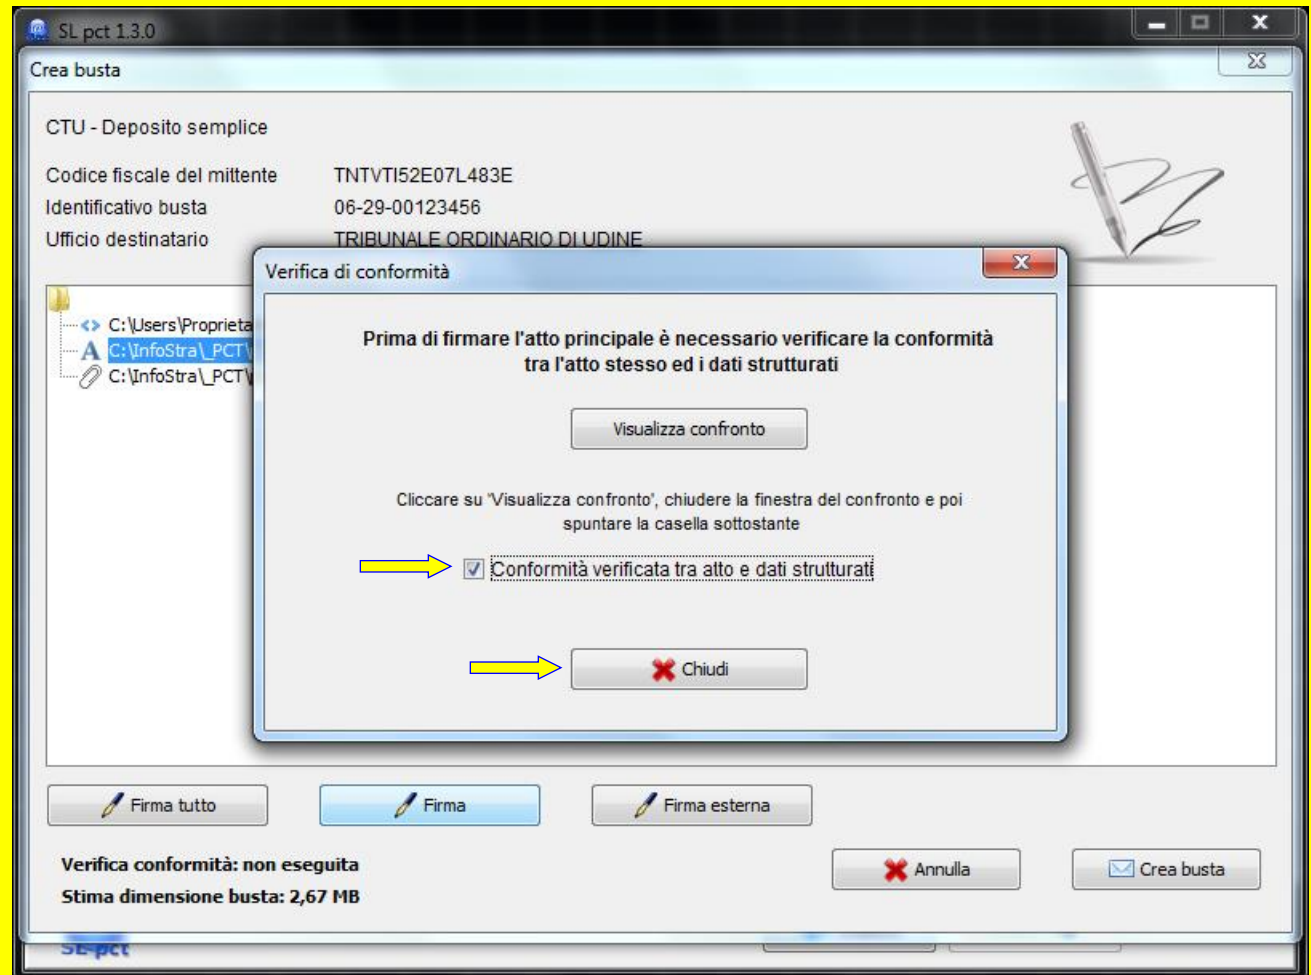 SL pct 1.3.0
Crea busta
CTU - Deposito semplice
Codice fiscale del mittente TNTVTI52E07L483E
Identificativo busta 06-29-00123456
Ufficio destinatario TRIBUNALE ORDINARIO DI UDINE
Verifica di conformità
C:\Users\Proprieta
C:\InfoStra\_PCT\
C:\InfoStra\_PCT\
Prima di firmare l'atto principale è necessario verificare la conformità
tra l'atto stesso ed i dati strutturati
Visualizza confronto
Cliccare su 'Visualizza confronto', chiudere la finestra del confronto e poi
spuntare la casella sottostante
Conformità verificata tra atto e dati strutturati
Chiudi
Firma tutto Firma Firma esterna
Verifica conformità: non eseguita
Stima dimensione busta: 2,67 MB
Annulla Crea busta
SL-pct